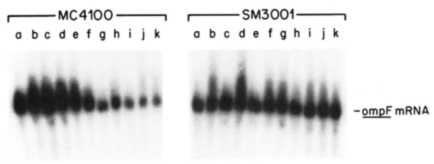 MC4100 SM3001
a b c d e f g h i j k a b c d e f g h i j k
-ompF mRNA